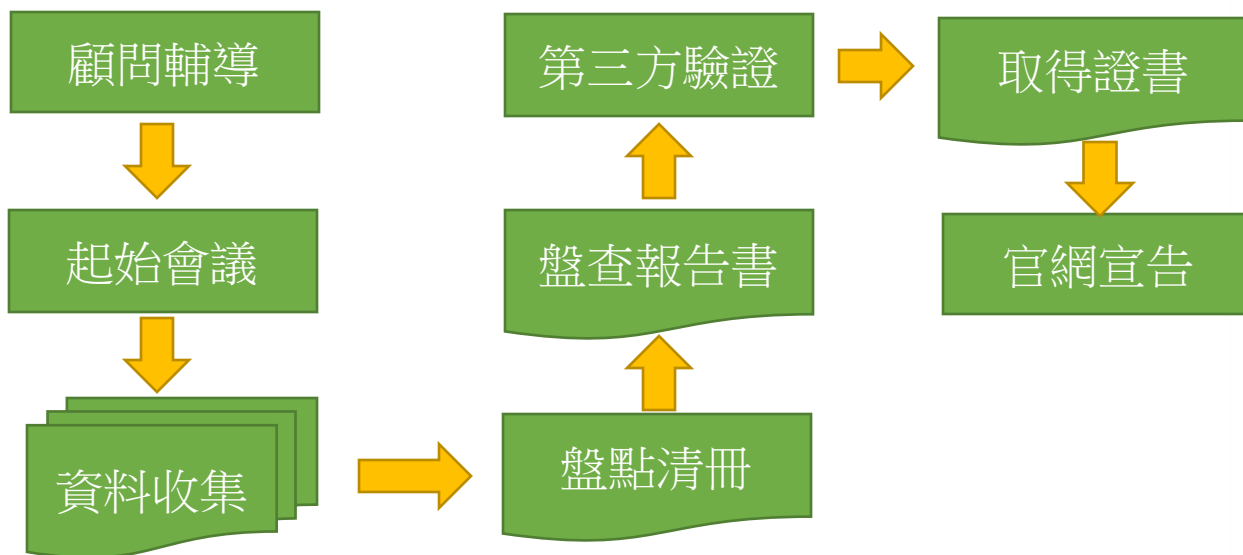 顧問輔導
起始會議
資料收集
盤點清冊
盤查報告書
第三方驗證
取得證書
官網宣告